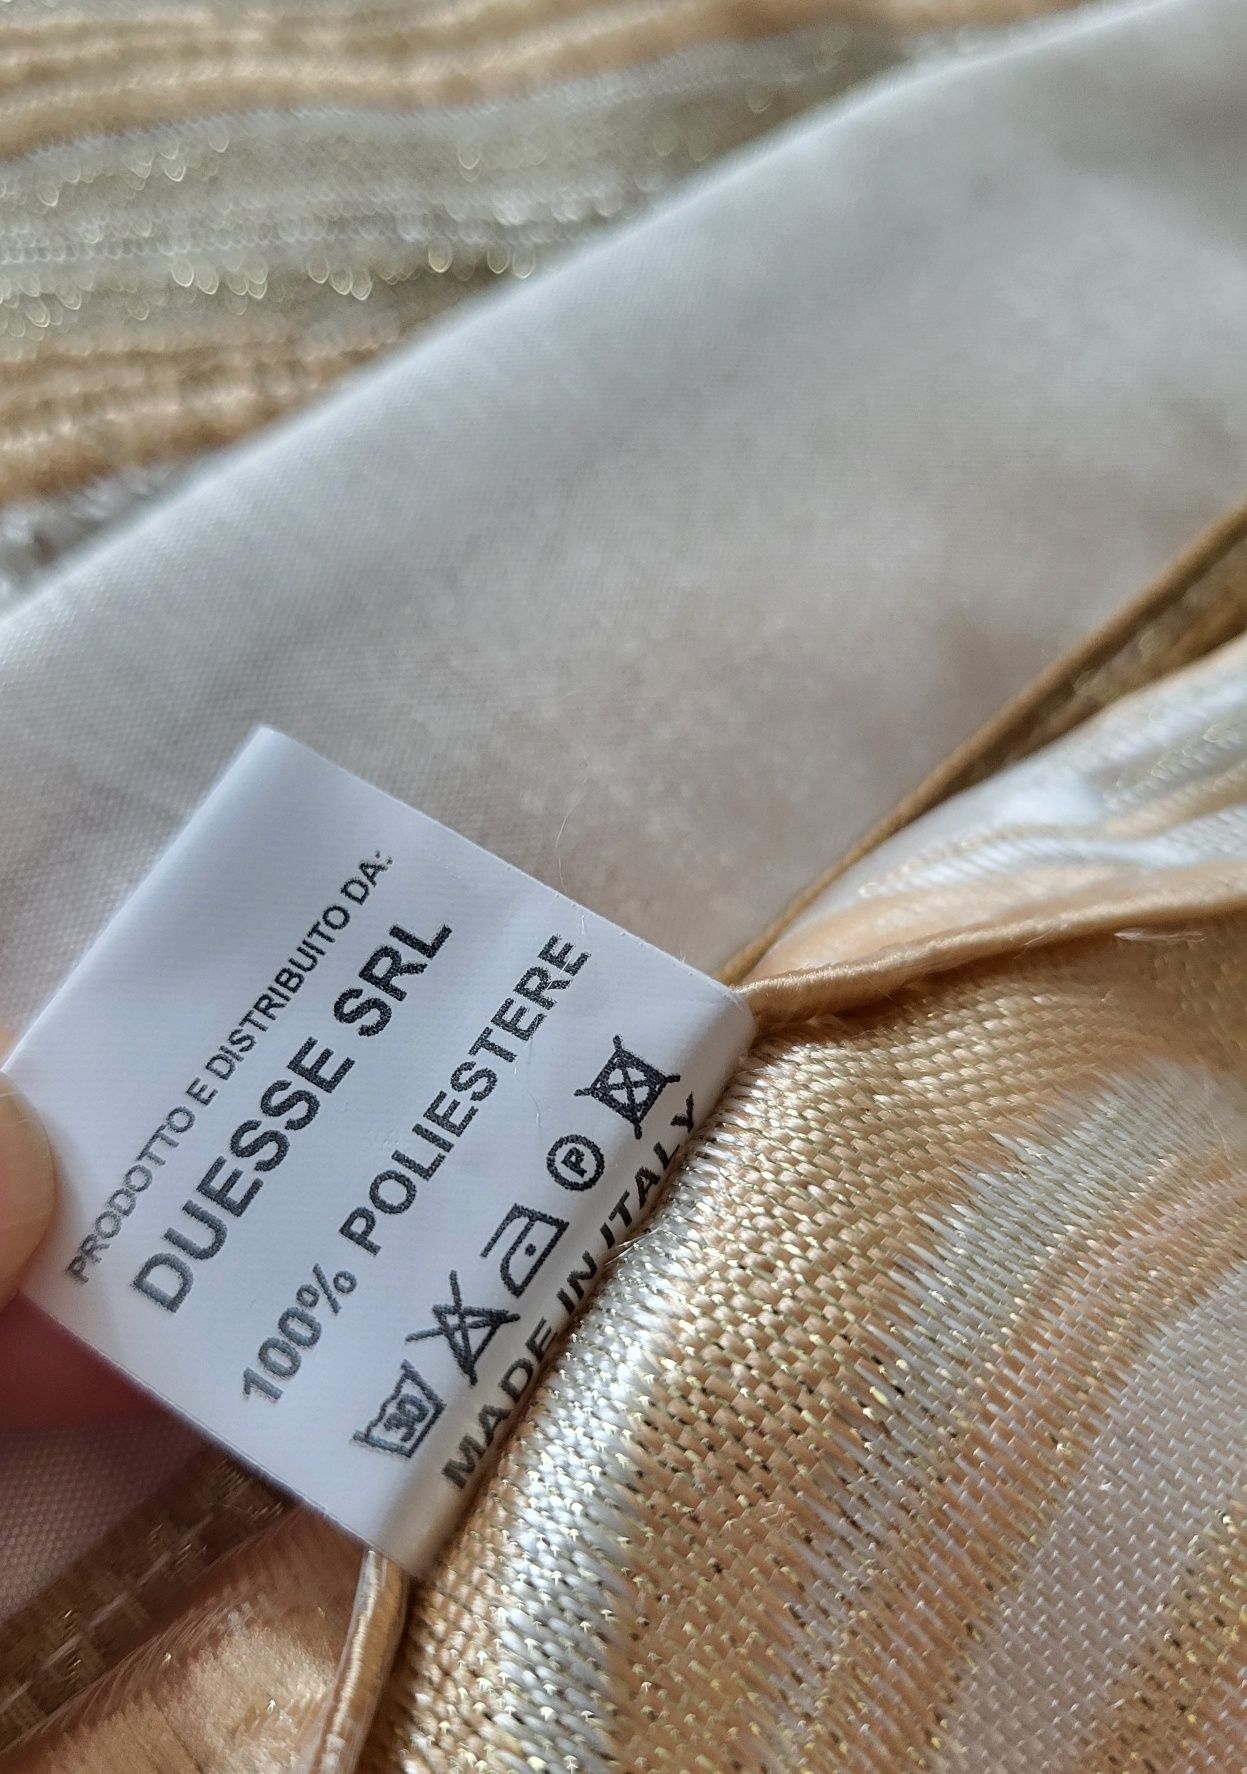 PRODOTTO E DISTRIBUITO DA:
DUESSE SRL
100% POLIESTERE
30 P
MADE IN ITALY